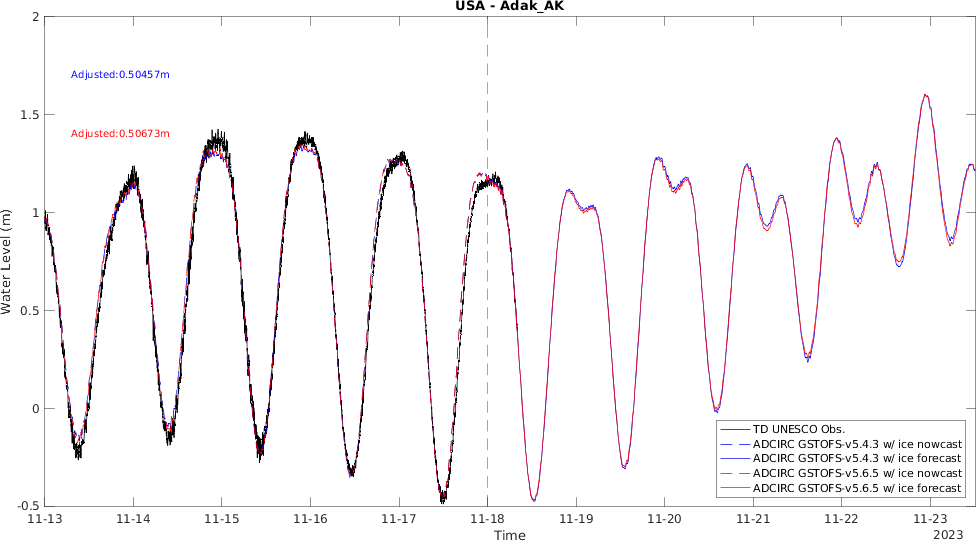 USA - Adak_AK
2
1.5
1
0.5
0
-0.5
Water Level (m)
Adjusted:0.50457m
Adjusted:0.50673m
TD UNESCO Obs.
ADCIRC GSTOFS-v5.4.3 w/ ice nowcast
ADCIRC GSTOFS-v5.4.3 w/ ice forecast
ADCIRC GSTOFS-v5.6.5 w/ ice nowcast
ADCIRC GSTOFS-v5.6.5 w/ ice forecast
11-13 11-14 11-15 11-16 11-17 11-18 11-19 11-20 11-21 11-22 11-23
Time
2023